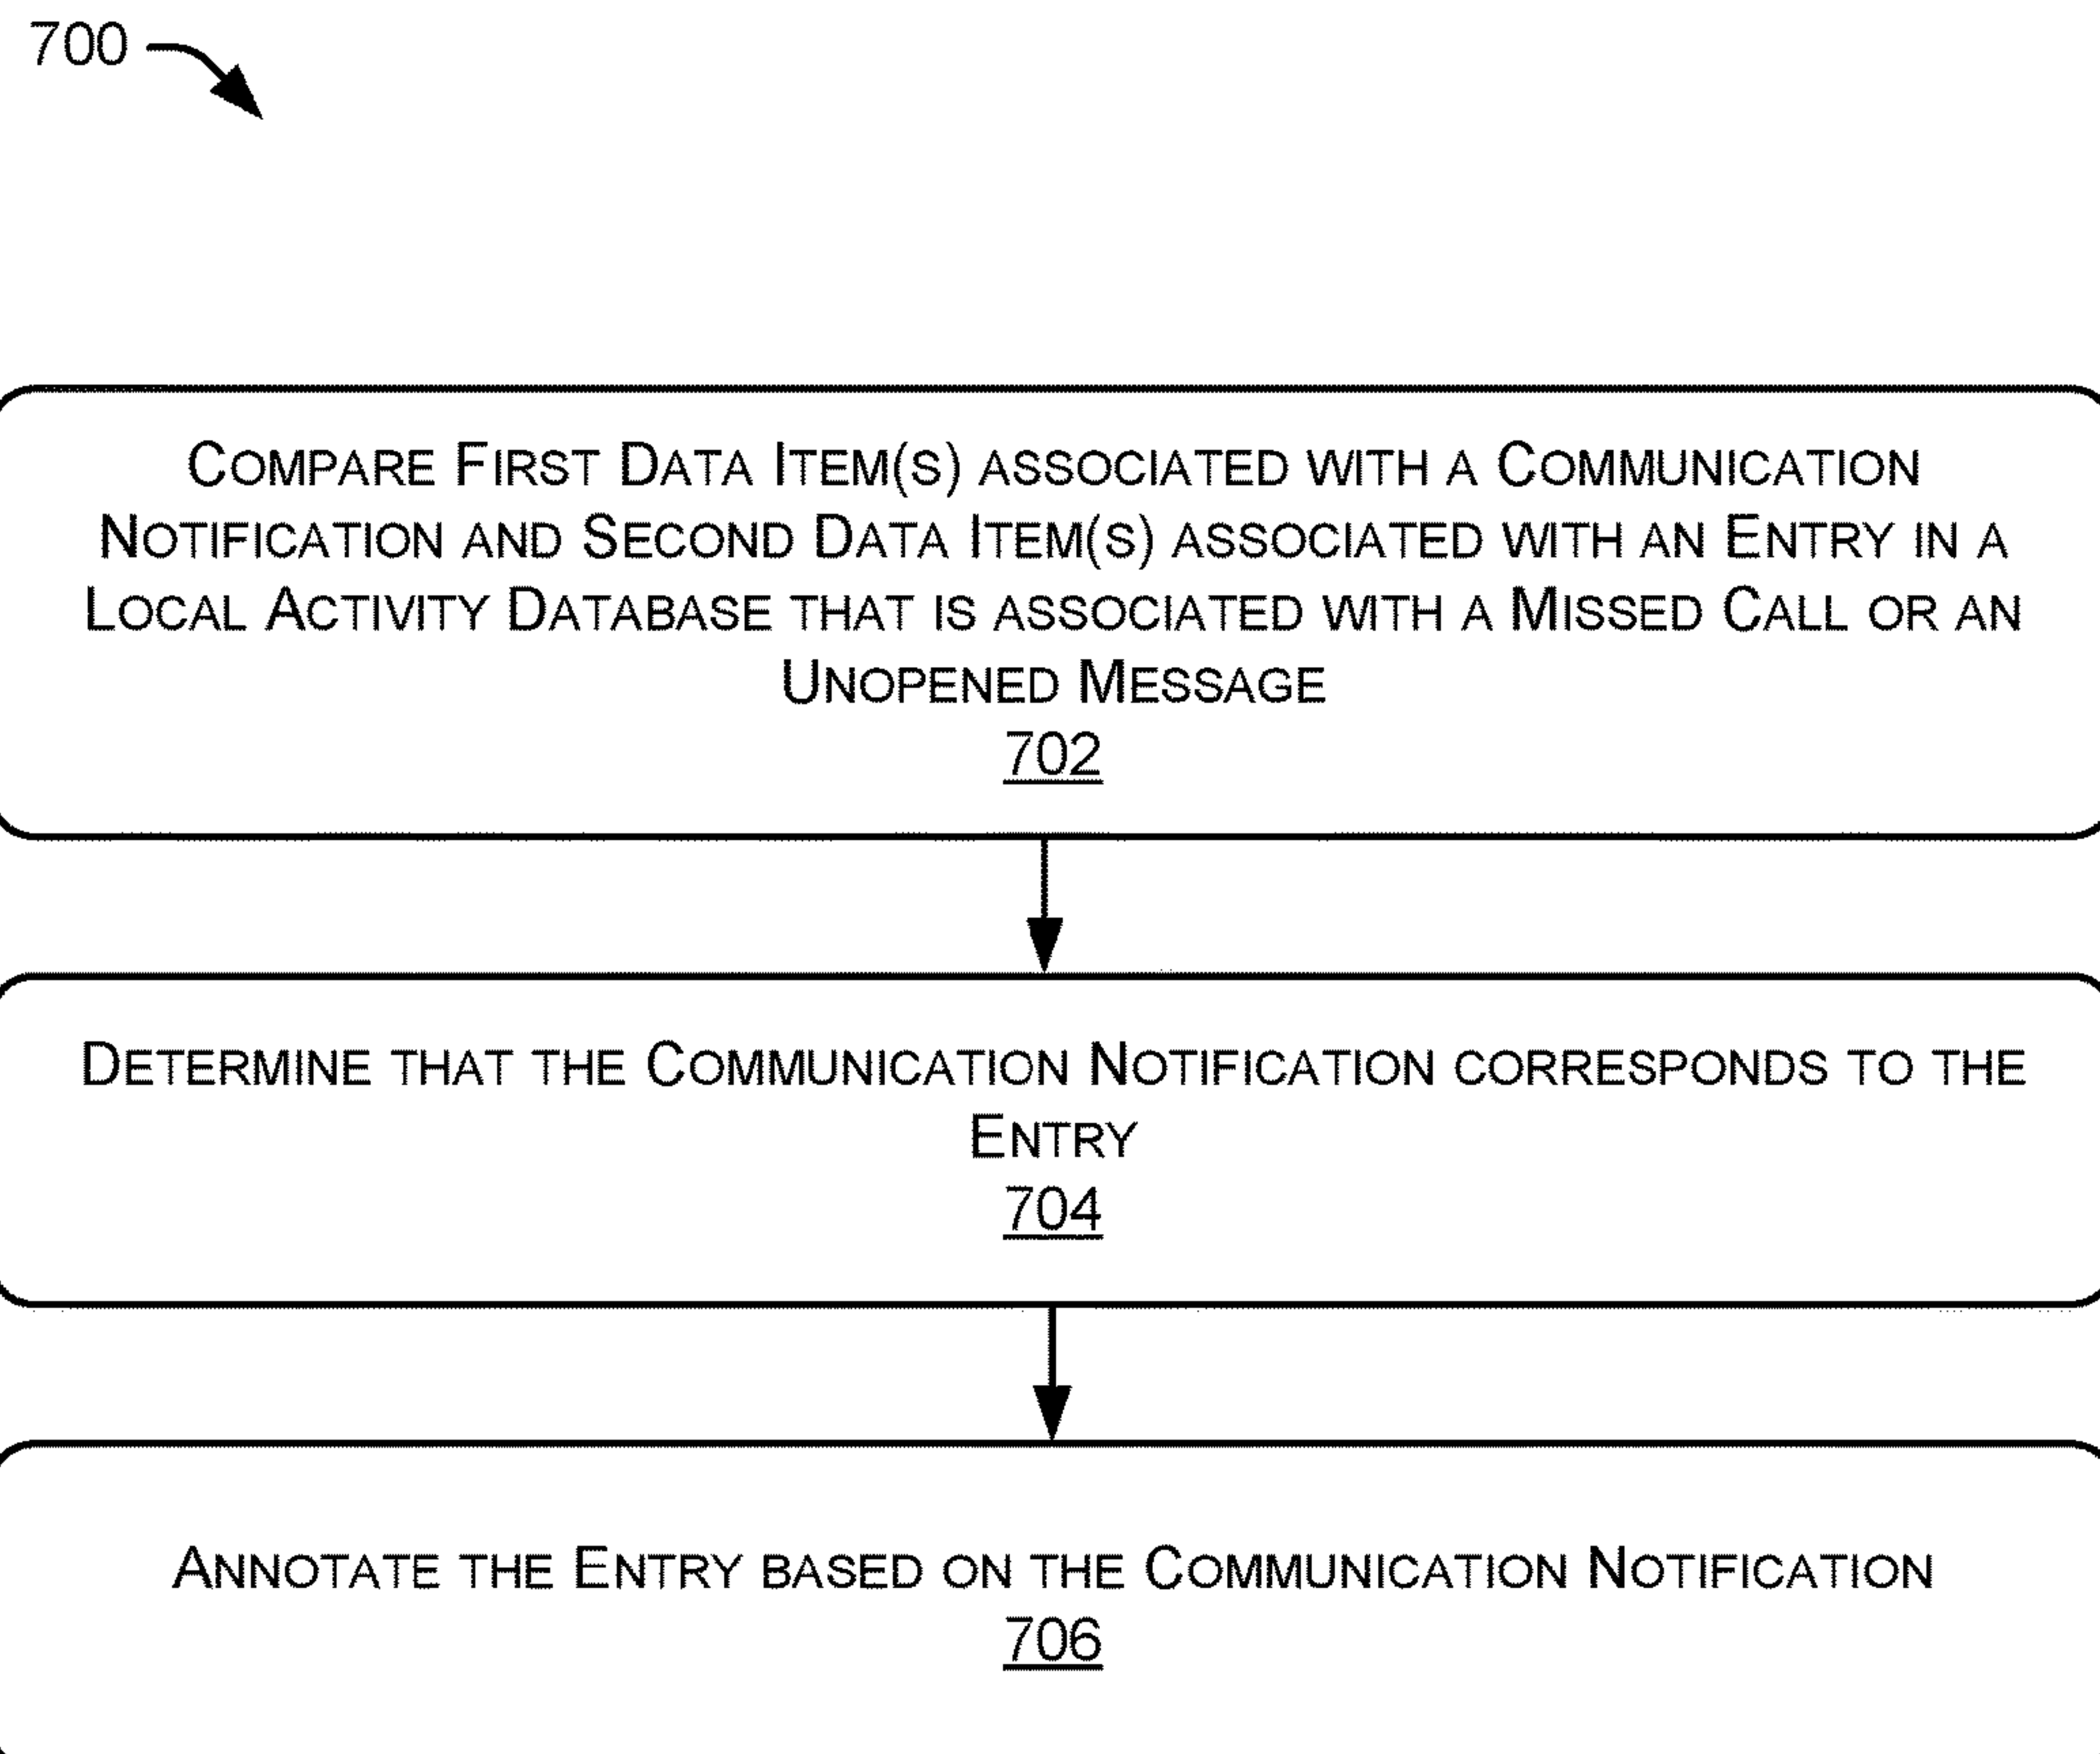 700
COMPARE FIRST DATA ITEM(S) ASSOCIATED WITH A COMMUNICATION
NOTIFICATION AND SECOND DATA ITEM(S) ASSOCIATED WITH AN ENTRY IN A
LOCAL ACTIVITY DATABASE THAT IS ASSOCIATED WITH A MISSED CALL OR AN
UNOPENED MESSAGE
702
DETERMINE THAT THE COMMUNICATION NOTIFICATION CORRESPONDS TO THE
ENTRY
704
ANNOTATE THE ENTRY BASED ON THE COMMUNICATION NOTIFICATION
706